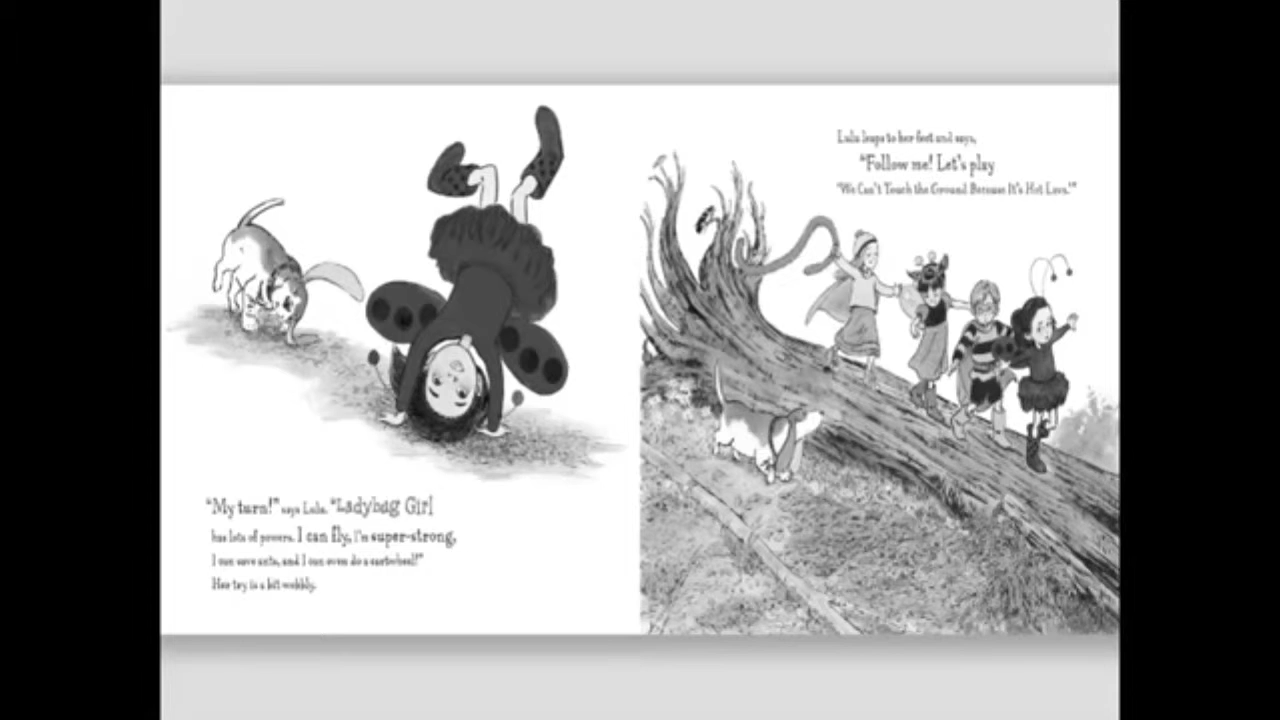 "My turn!" says Lulu. "Ladybug Girl
has lots of powers. I can fly, I'm super-strong,
I can save ants, and I can even do a cartwheel!"
Her try is a bit wobbly.
Lulu leaps to her feet and says,
"Follow me! Let's play
'We Can't Touch the Ground Because It's Hot Lava.'"